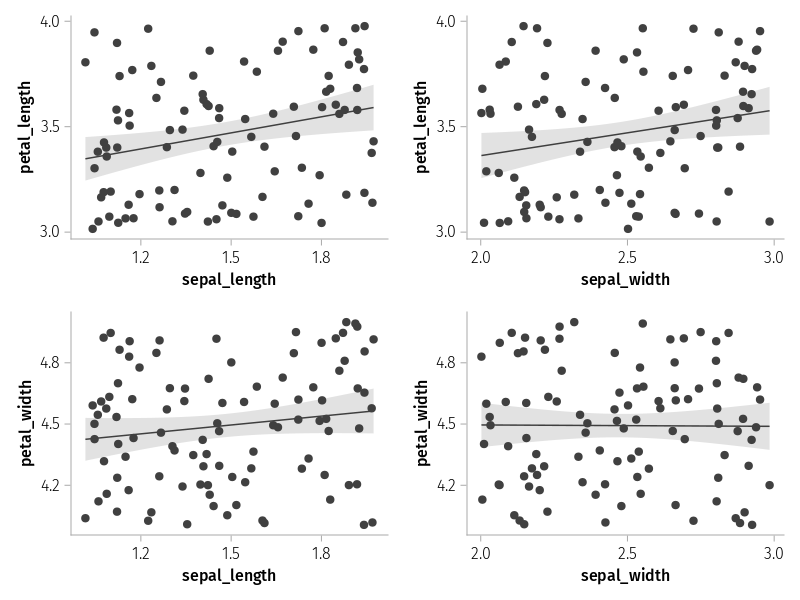 4.0
3.5
3.0
petal_length
1.2 1.5 1.8
sepal_length
4.0
3.5
3.0
petal_length
2.0 2.5 3.0
sepal_width
4.8
4.5
4.2
petal_width
1.2 1.5 1.8
sepal_length
4.8
4.5
4.2
petal_width
2.0 2.5 3.0
sepal_width